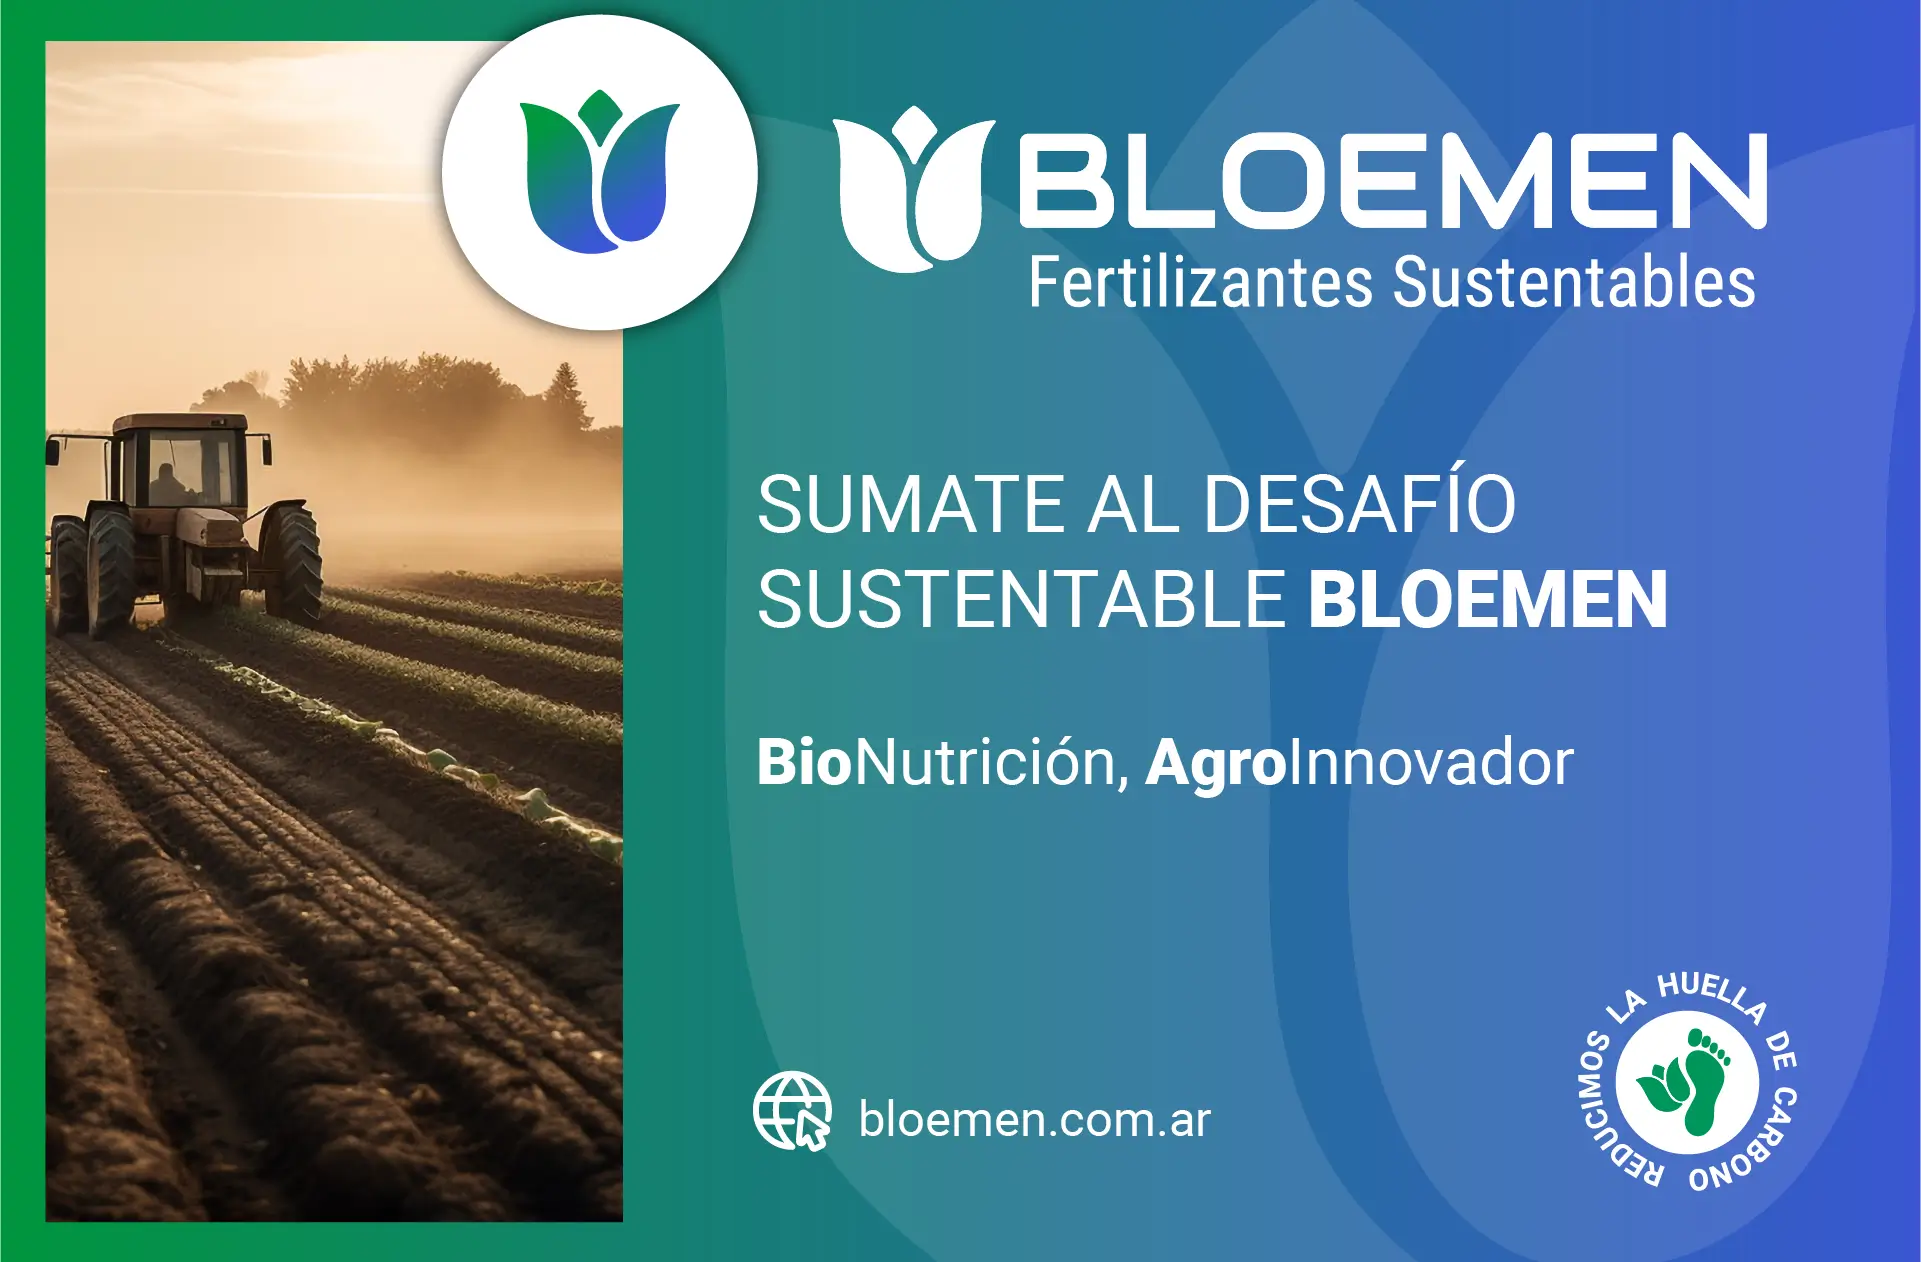 BLOEMEN
Fertilizantes Sustentables
SUMATE AL DESAFÍO
SUSTENTABLE BLOEMEN
BioNutrición, AgroInnovador
bloemen.com.ar
REDUCIMOS LA HUELLA DE CARBONO